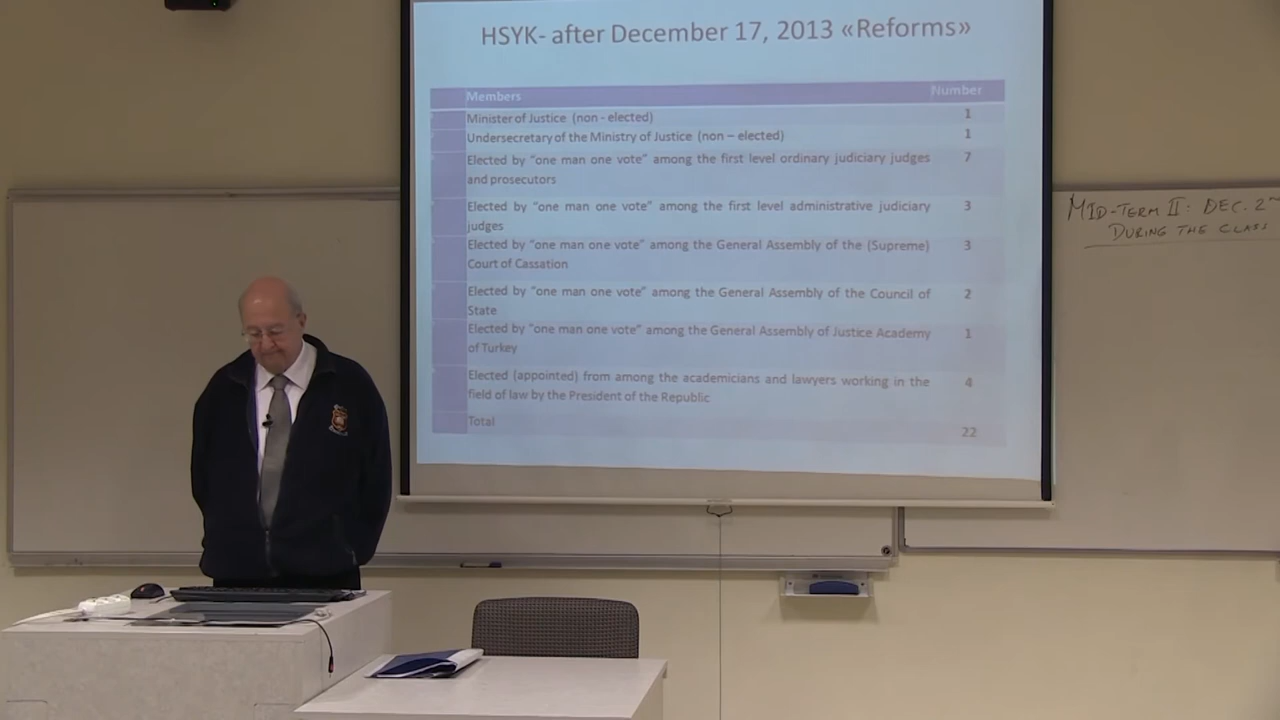 HSYK- after December 17, 2013 «Reforms»
Members Number
Minister of Justice (non - elected) 1
Undersecretary of the Ministry of Justice (non – elected) 1
Elected by "one man one vote" among the first level ordinary judiciary judges 7
and prosecutors
Elected by "one man one vote" among the first level administrative judiciary 3
judges
Elected by "one man one vote" among the General Assembly of the (Supreme) 3
Court of Cassation
Elected by "one man one vote" among the General Assembly of the Council of 2
State
Elected by "one man one vote" among the General Assembly of Justice Academy 1
of Turkey
Elected (appointed) from among the academicians and lawyers working in the 4
field of law by the President of the Republic
Total
22
MID-TERM II: DEC. 2
DURING THE CLASS